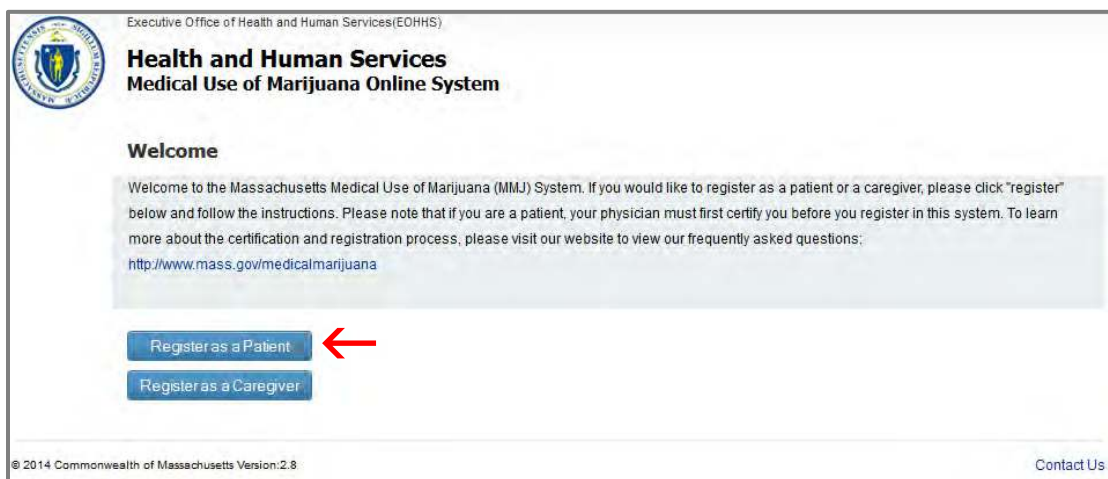 Executive Office of Health and Human Services(EOHHS)
Health and Human Services
Medical Use of Marijuana Online System
Welcome
Welcome to the Massachusetts Medical Use of Marijuana (MMJ) System. If you would like to register as a patient or a caregiver, please click "register"
below and follow the instructions. Please note that if you are a patient, your physician must first certify you before you register in this system. To learn
more about the certification and registration process, please visit our website to view our frequently asked questions:
http://www.mass.gov/medicalmarijuana
Register as a Patient
Register as a Caregiver
© 2014 Commonwealth of Massachusetts Version:2.8
Contact Us